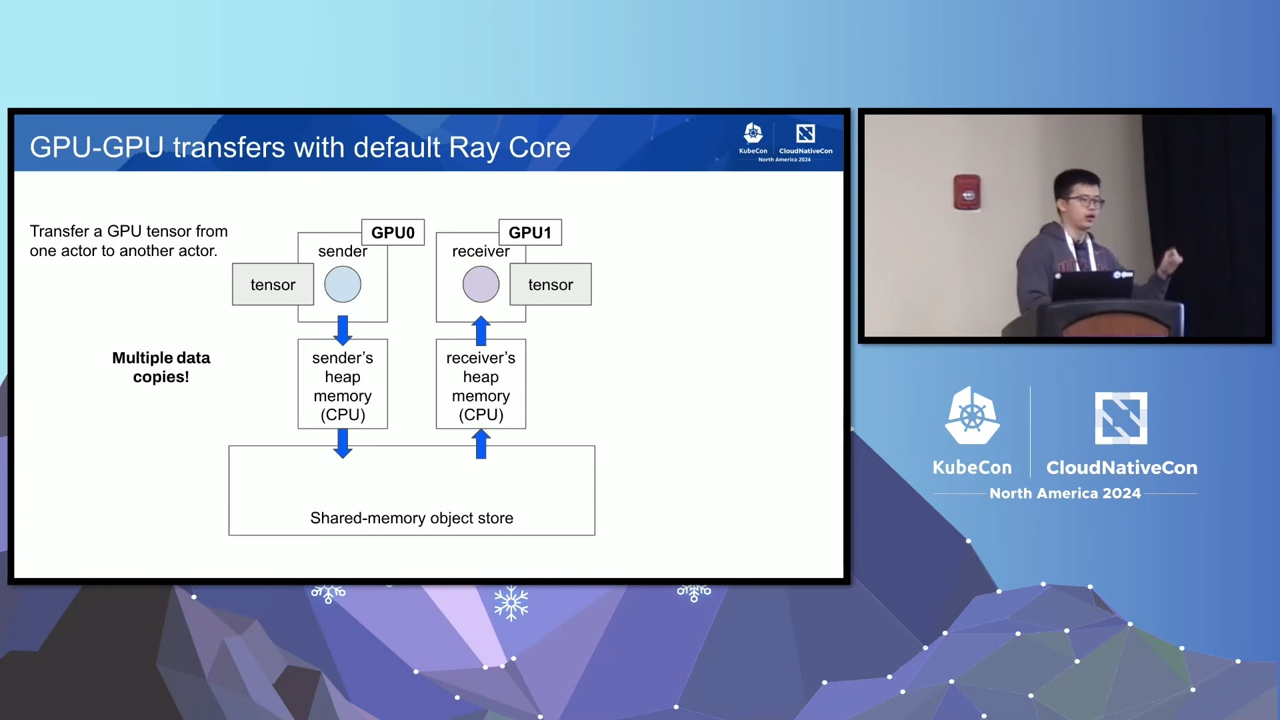 GPU-GPU transfers with default Ray Core
KubeCon
CloudNativeCon
North America 2024
Transfer a GPU tensor from
one actor to another actor.
GPU0
GPU1
sender
receiver
tensor
tensor
Multiple data
copies!
sender's
heap
memory
(CPU)
receiver's
heap
memory
(CPU)
Shared-memory object store
KubeCon
CloudNativeCon
North America 2024